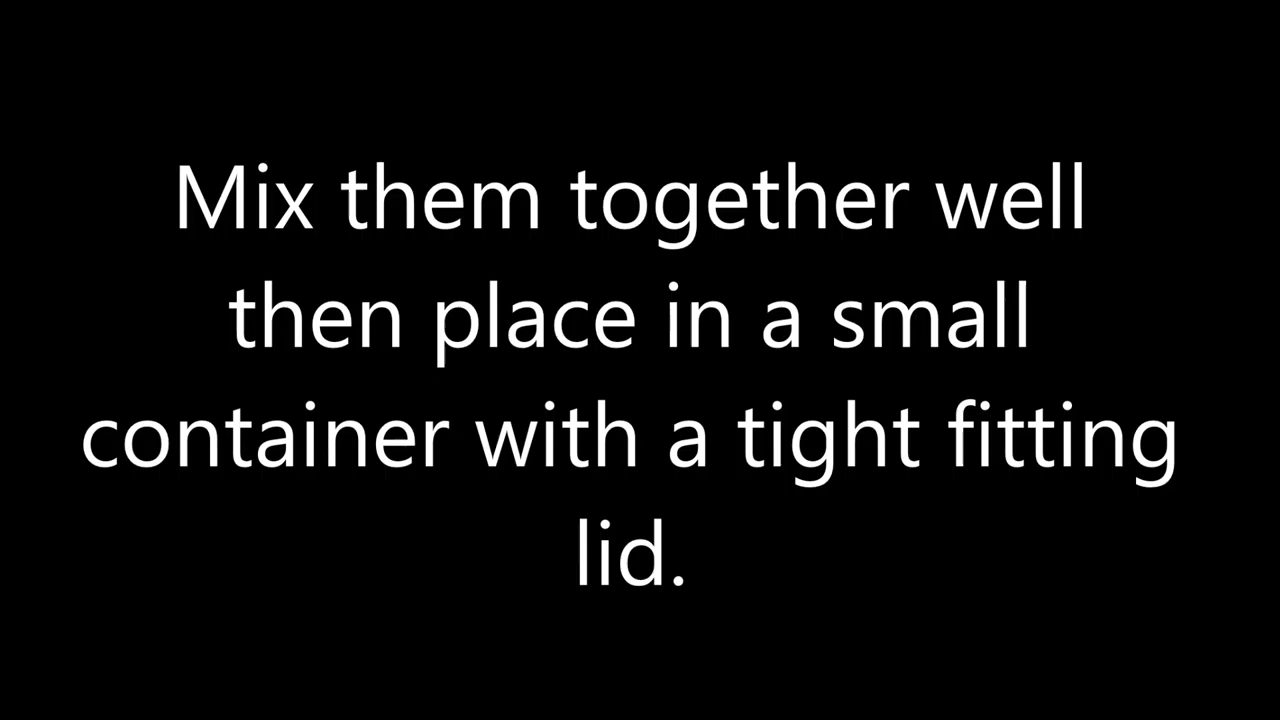 Mix them together well
then place in a small
container with a tight fitting
lid.